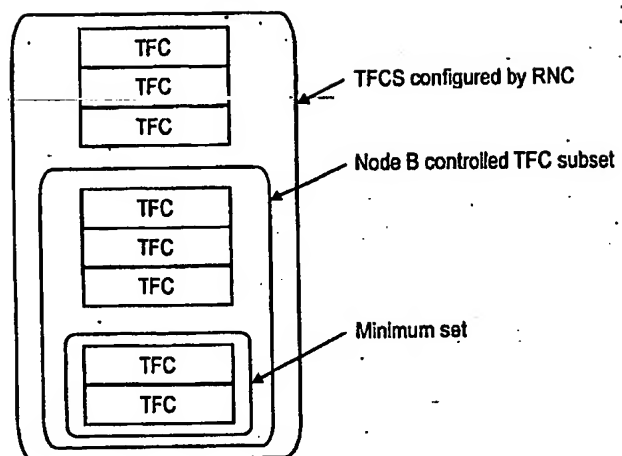 TFC
TFC
TFC
TFCS configured by RNC
Node B controlled TFC subset
TFC
TFC
TFC
Minimum set
TFC
TFC